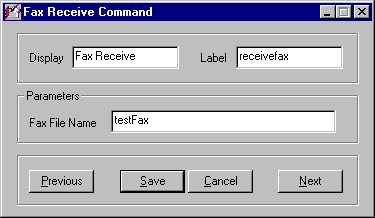 Fax Receive Command
Display Fax Receive Label receivefax
Parameters
Fax File Name testFax
Previous Save Cancel Next